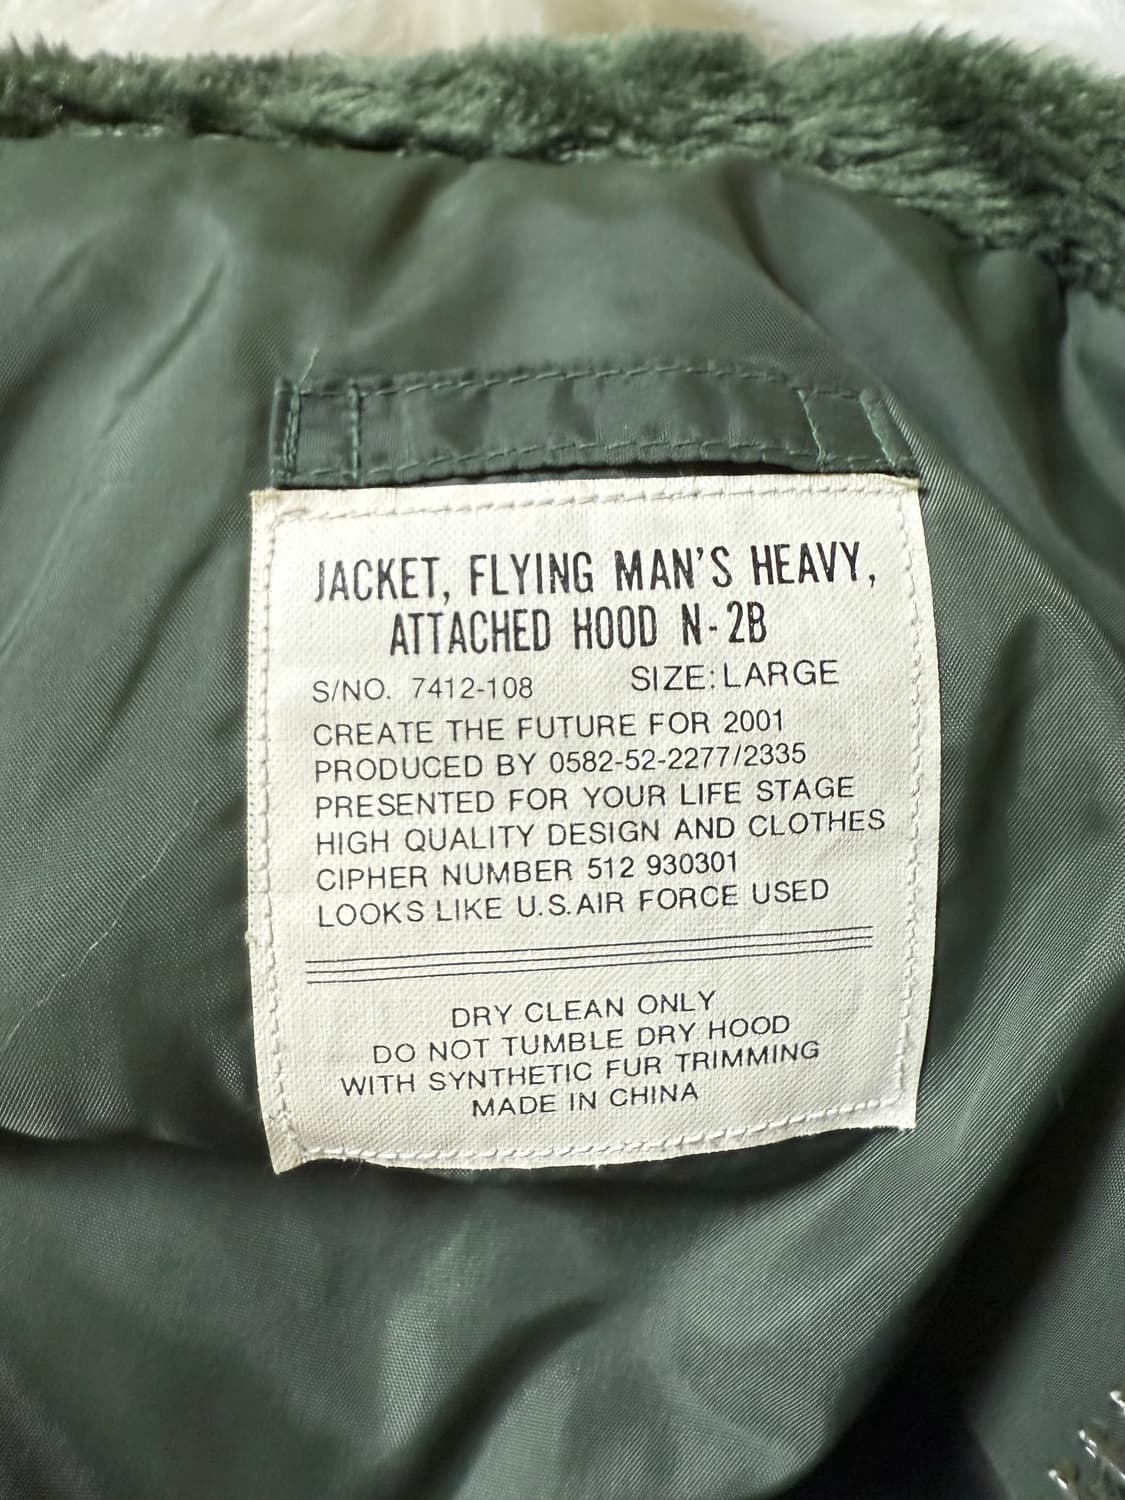 JACKET, FLYING MAN'S HEAVY,
ATTACHED HOOD N-2B
S/NO. 7412-108 SIZE: LARGE
CREATE THE FUTURE FOR 2001
PRODUCED BY 0582-52-2277/2335
PRESENTED FOR YOUR LIFE STAGE
HIGH QUALITY DESIGN AND CLOTHES
CIPHER NUMBER 512 930301
LOOKS LIKE U.S.AIR FORCE USED
DRY CLEAN ONLY
DO NOT TUMBLE DRY HOOD
WITH SYNTHETIC FUR TRIMMING
MADE IN CHINA